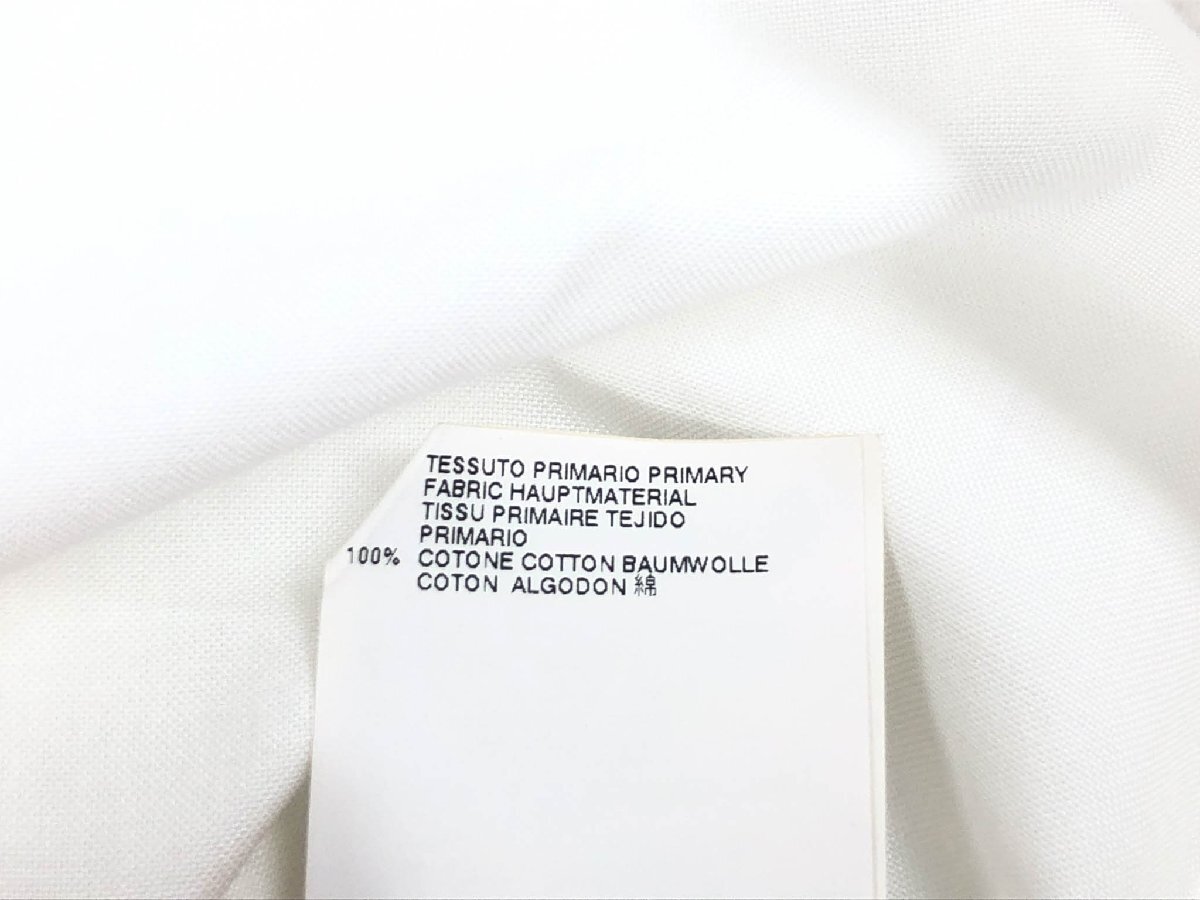 TESSUTO PRIMARIO PRIMARY
FABRIC HAUPTMATERIAL
TISSU PRIMAIRE TEJIDO
PRIMARIO
100% COTONE COTTON BAUMWOLLE
COTON ALGODON 綿